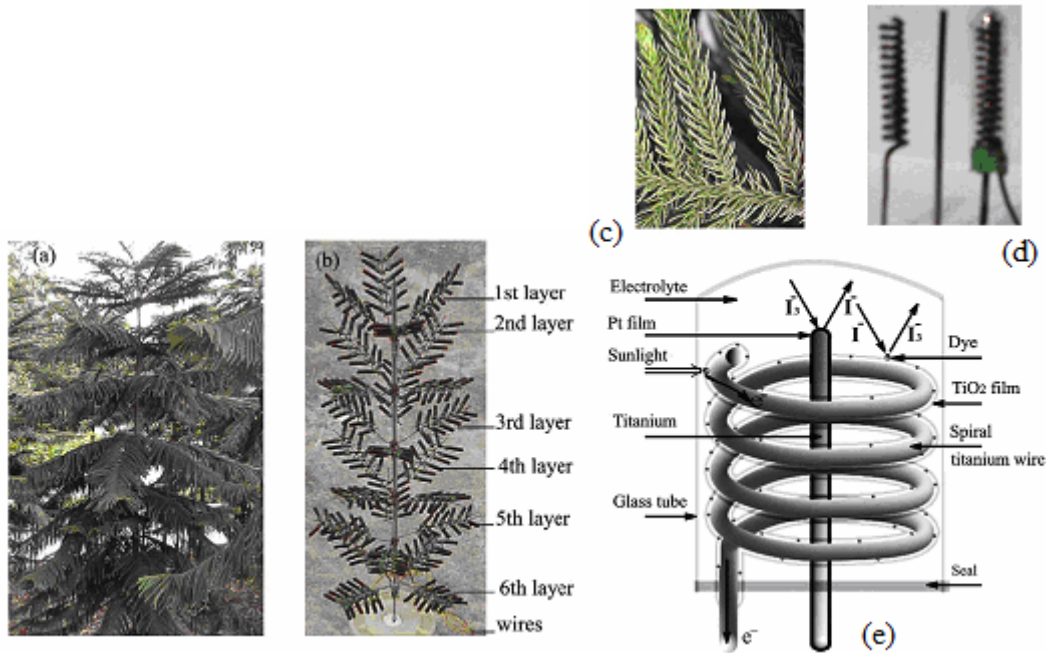 (a)
(b)
1st layer
2nd layer
3rd layer
4th layer
5th layer
6th layer
wires
(c)
(d)
Electrolyte
Pt film
Sunlight
Titanium
Glass tube
I₃⁻
I⁻
I⁻
I₃⁻
Dye
TiO₂ film
Spiral
titanium wire
Seal
e⁻
(e)